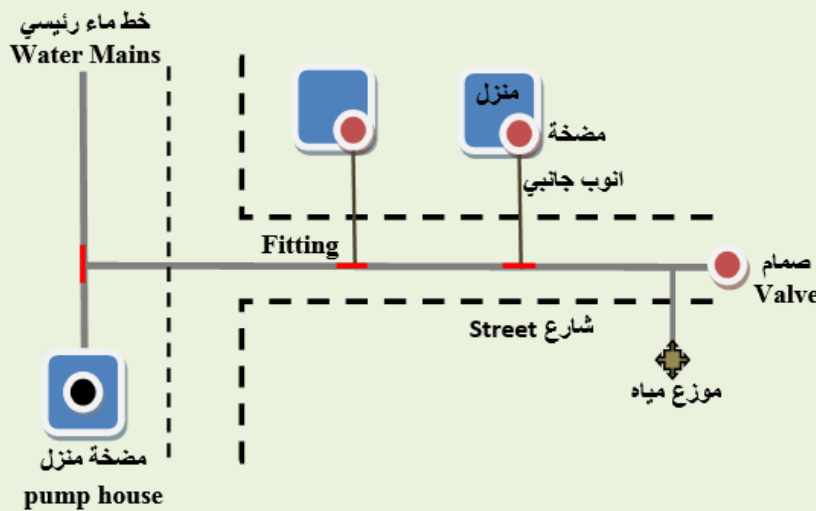 خط ماء رئيسي
Water Mains
منزل
مضخة
انوب جانبي
Fitting
صمام
Valve
شارع Street
موزع مياه
مضخة منزل
pump house